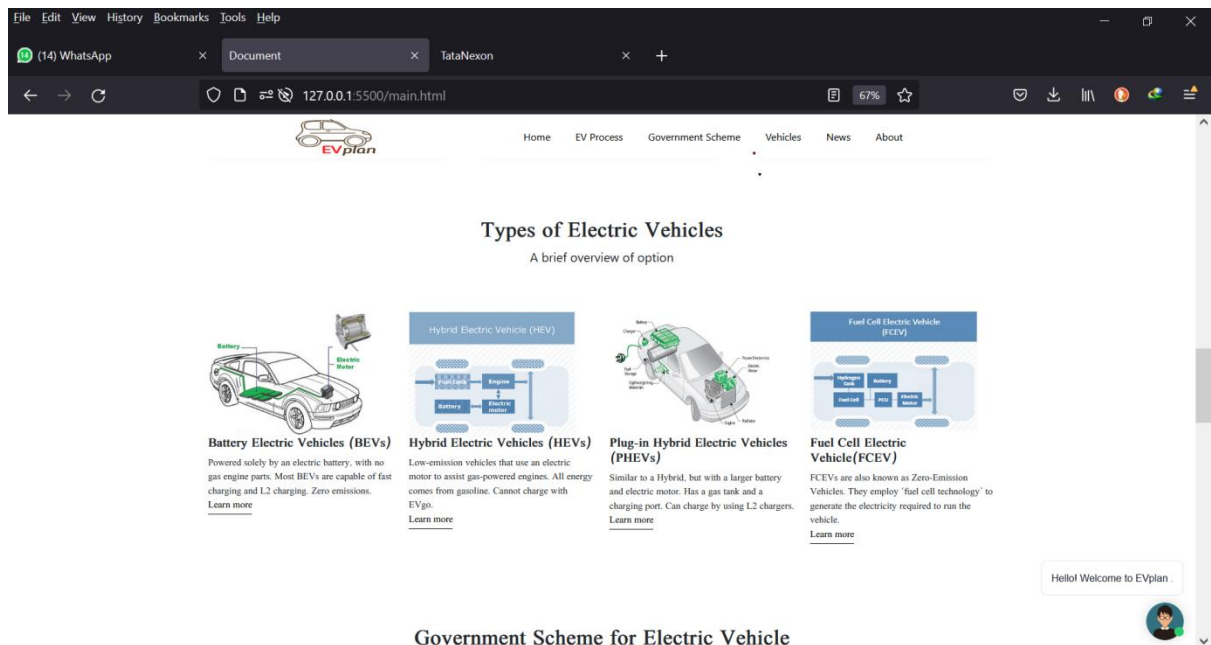 File Edit View History Bookmarks Tools Help
(14) WhatsApp
Document
TataNexon
127.0.0.1:5500/main.html
67%
EVplan
Home EV Process Government Scheme Vehicles News About
Types of Electric Vehicles
A brief overview of option
Battery
Electric
Motor
Battery Electric Vehicles (BEVs)
Powered solely by an electric battery, with no
gas engine parts. Most BEVs are capable of fast
charging and L2 charging. Zero emissions.
Learn more
Hybrid Electric Vehicle (HEV)
Fuel tank
Engine
Battery
Electric
motor
Hybrid Electric Vehicles (HEVs)
Low-emission vehicles that use an electric
motor to assist gas-powered engines. All energy
comes from gasoline. Cannot charge with
EVgo.
Learn more
Battery
Charger
Engine
Plug-in Hybrid Electric Vehicles
(PHEVs)
Similar to a Hybrid, but with a larger battery
and electric motor. Has a gas tank and a
charging port. Can charge by using L2 chargers.
Learn more
Fuel Cell Electric Vehicle
(FCEV)
Hydrogen
Tank
Battery
Fuel Cell
PCU
Electric
Motor
Fuel Cell Electric
Vehicle(FCEV)
FCEVs are also known as Zero-Emission
Vehicles. They employ 'fuel cell technology' to
generate the electricity required to run the
vehicle.
Learn more
Hello! Welcome to EVplan .
Government Scheme for Electric Vehicle